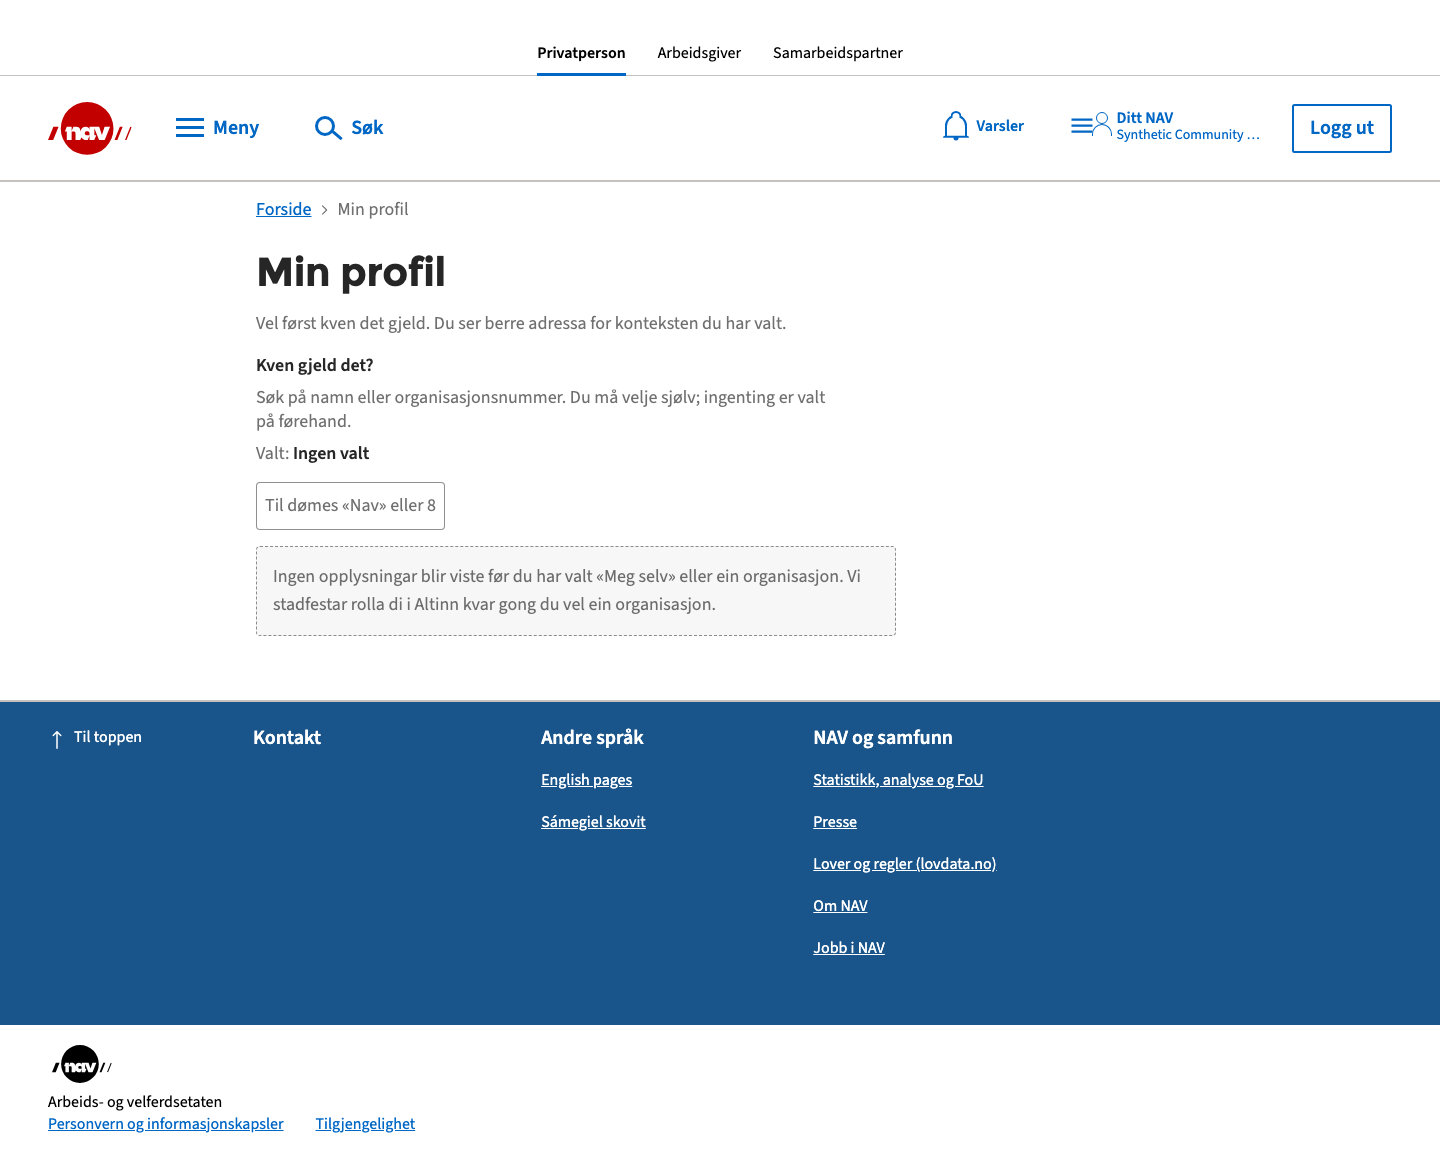 Privatperson Arbeidsgiver Samarbeidspartner
nav Meny Søk Varsler Ditt NAV Logg ut
Synthetic Community ...
Forside > Min profil
Min profil
Vel først kven det gjeld. Du ser berre adressa for konteksten du har valt.
Kven gjeld det?
Søk på namn eller organisasjonsnummer. Du må velje sjølv; ingenting er valt
på førehand.
Valt: Ingen valt
Til dømes «Nav» eller 8
Ingen opplysningar blir viste før du har valt «Meg selv» eller ein organisasjon. Vi
stadfestar rolla di i Altinn kvar gong du vel ein organisasjon.
Til toppen
Kontakt
Andre språk
English pages
Sámegiel skovit
NAV og samfunn
Statistikk, analyse og FoU
Presse
Lover og regler (lovdata.no)
Om NAV
Jobb i NAV
nav
Arbeids- og velferdsetaten
Personvern og informasjonskapsler Tilgjengelighet